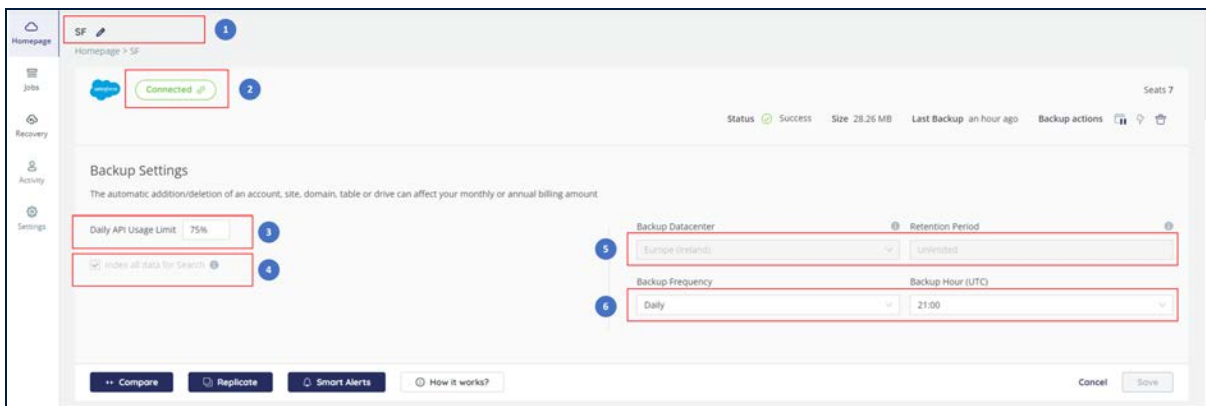 Homepage
Jobs
Recovery
Activity
Settings
SF
1
Homepage > SF
salesforce
Connected
2
Seats 7
Status Success Size 28.26 MB Last Backup an hour ago Backup actions
Backup Settings
The automatic addition/deletion of an account, site, domain, table or drive can affect your monthly or annual billing amount
Daily API Usage Limit 75%
3
Index all data for Search
4
Backup Datacenter
Retention Period
5
Europe (Ireland)
Unlimited
Backup Frequency
Backup Hour (UTC)
6
Daily
21:00
Compare
Replicate
Smart Alerts
How it works?
Cancel
Save